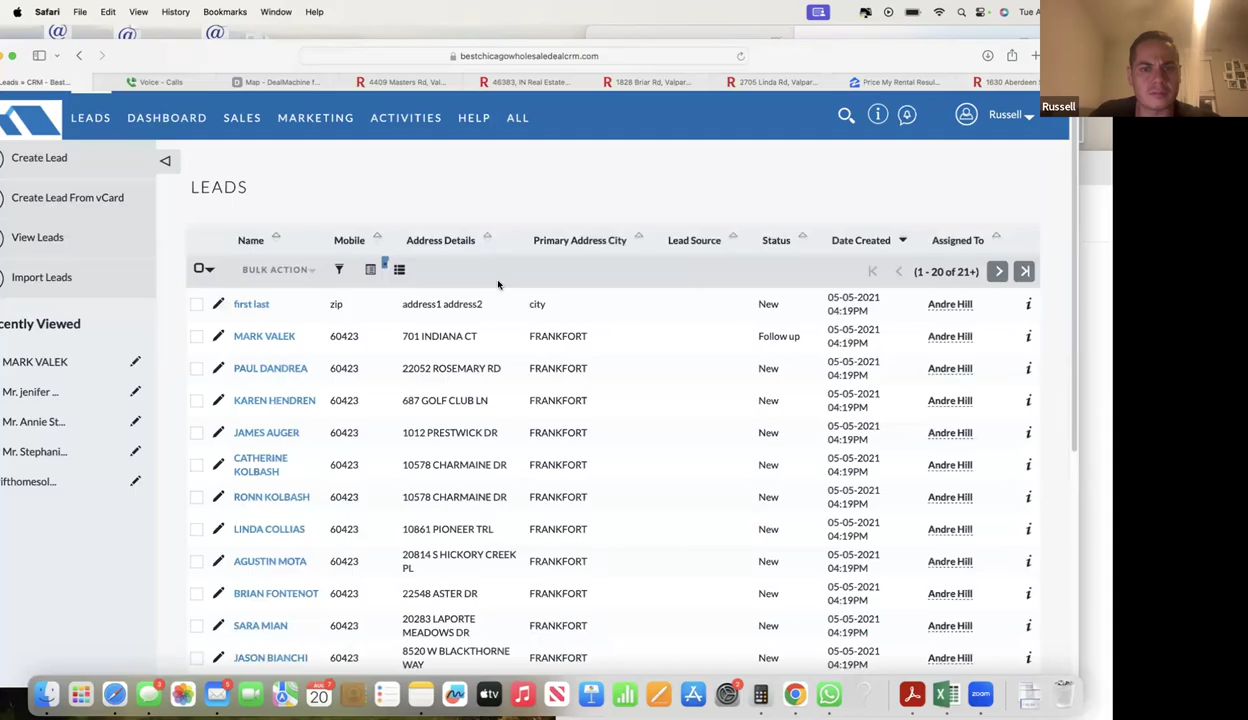 Safari File Edit View History Bookmarks Window Help Tue A
bestchicagowholesaledealcrm.com
Leads » CRM - Best... Voice - Calls Map - DealMachine f... 4409 Masters Rd, Val... 46383, IN Real Estate... 1826 Briar Rd, Valpar... 2705 Linda Rd, Valpar... Price My Rental Resul... 1630 Aberdeen
Russell
LEADS DASHBOARD SALES MARKETING ACTIVITIES HELP ALL Russell
Create Lead
Create Lead From vCard
View Leads
Import Leads
cently Viewed
MARK VALEK
Mr. jenifer ...
Mr. Annie St...
Mr. Stephani...
ifthomesol...
LEADS
Name Mobile Address Details Primary Address City Lead Source Status Date Created Assigned To
BULK ACTION (1 - 20 of 21+)
first last zip address1 address2 city New 05-05-2021 04:19PM Andre Hill
MARK VALEK 60423 701 INDIANA CT FRANKFORT Follow up 05-05-2021 04:19PM Andre Hill
PAUL DANDREA 60423 22052 ROSEMARY RD FRANKFORT New 05-05-2021 04:19PM Andre Hill
KAREN HENDREN 60423 687 GOLF CLUB LN FRANKFORT New 05-05-2021 04:19PM Andre Hill
JAMES AUGER 60423 1012 PRESTWICK DR FRANKFORT New 05-05-2021 04:19PM Andre Hill
CATHERINE KOLBASH 60423 10578 CHARMAINE DR FRANKFORT New 05-05-2021 04:19PM Andre Hill
RONN KOLBASH 60423 10578 CHARMAINE DR FRANKFORT New 05-05-2021 04:19PM Andre Hill
LINDA COLLIAS 60423 10861 PIONEER TRL FRANKFORT New 05-05-2021 04:19PM Andre Hill
AGUSTIN MOTA 60423 20814 S HICKORY CREEK PL FRANKFORT New 05-05-2021 04:19PM Andre Hill
BRIAN FONTENOT 60423 22548 ASTER DR FRANKFORT New 05-05-2021 04:19PM Andre Hill
SARA MIAN 60423 20283 LAPORTE MEADOWS DR FRANKFORT New 05-05-2021 04:19PM Andre Hill
JASON BIANCHI 60423 8520 W BLACKTHORNE WAY FRANKFORT New 05-05-2021 04:19PM Andre Hill
AUG 20
tv
zoom